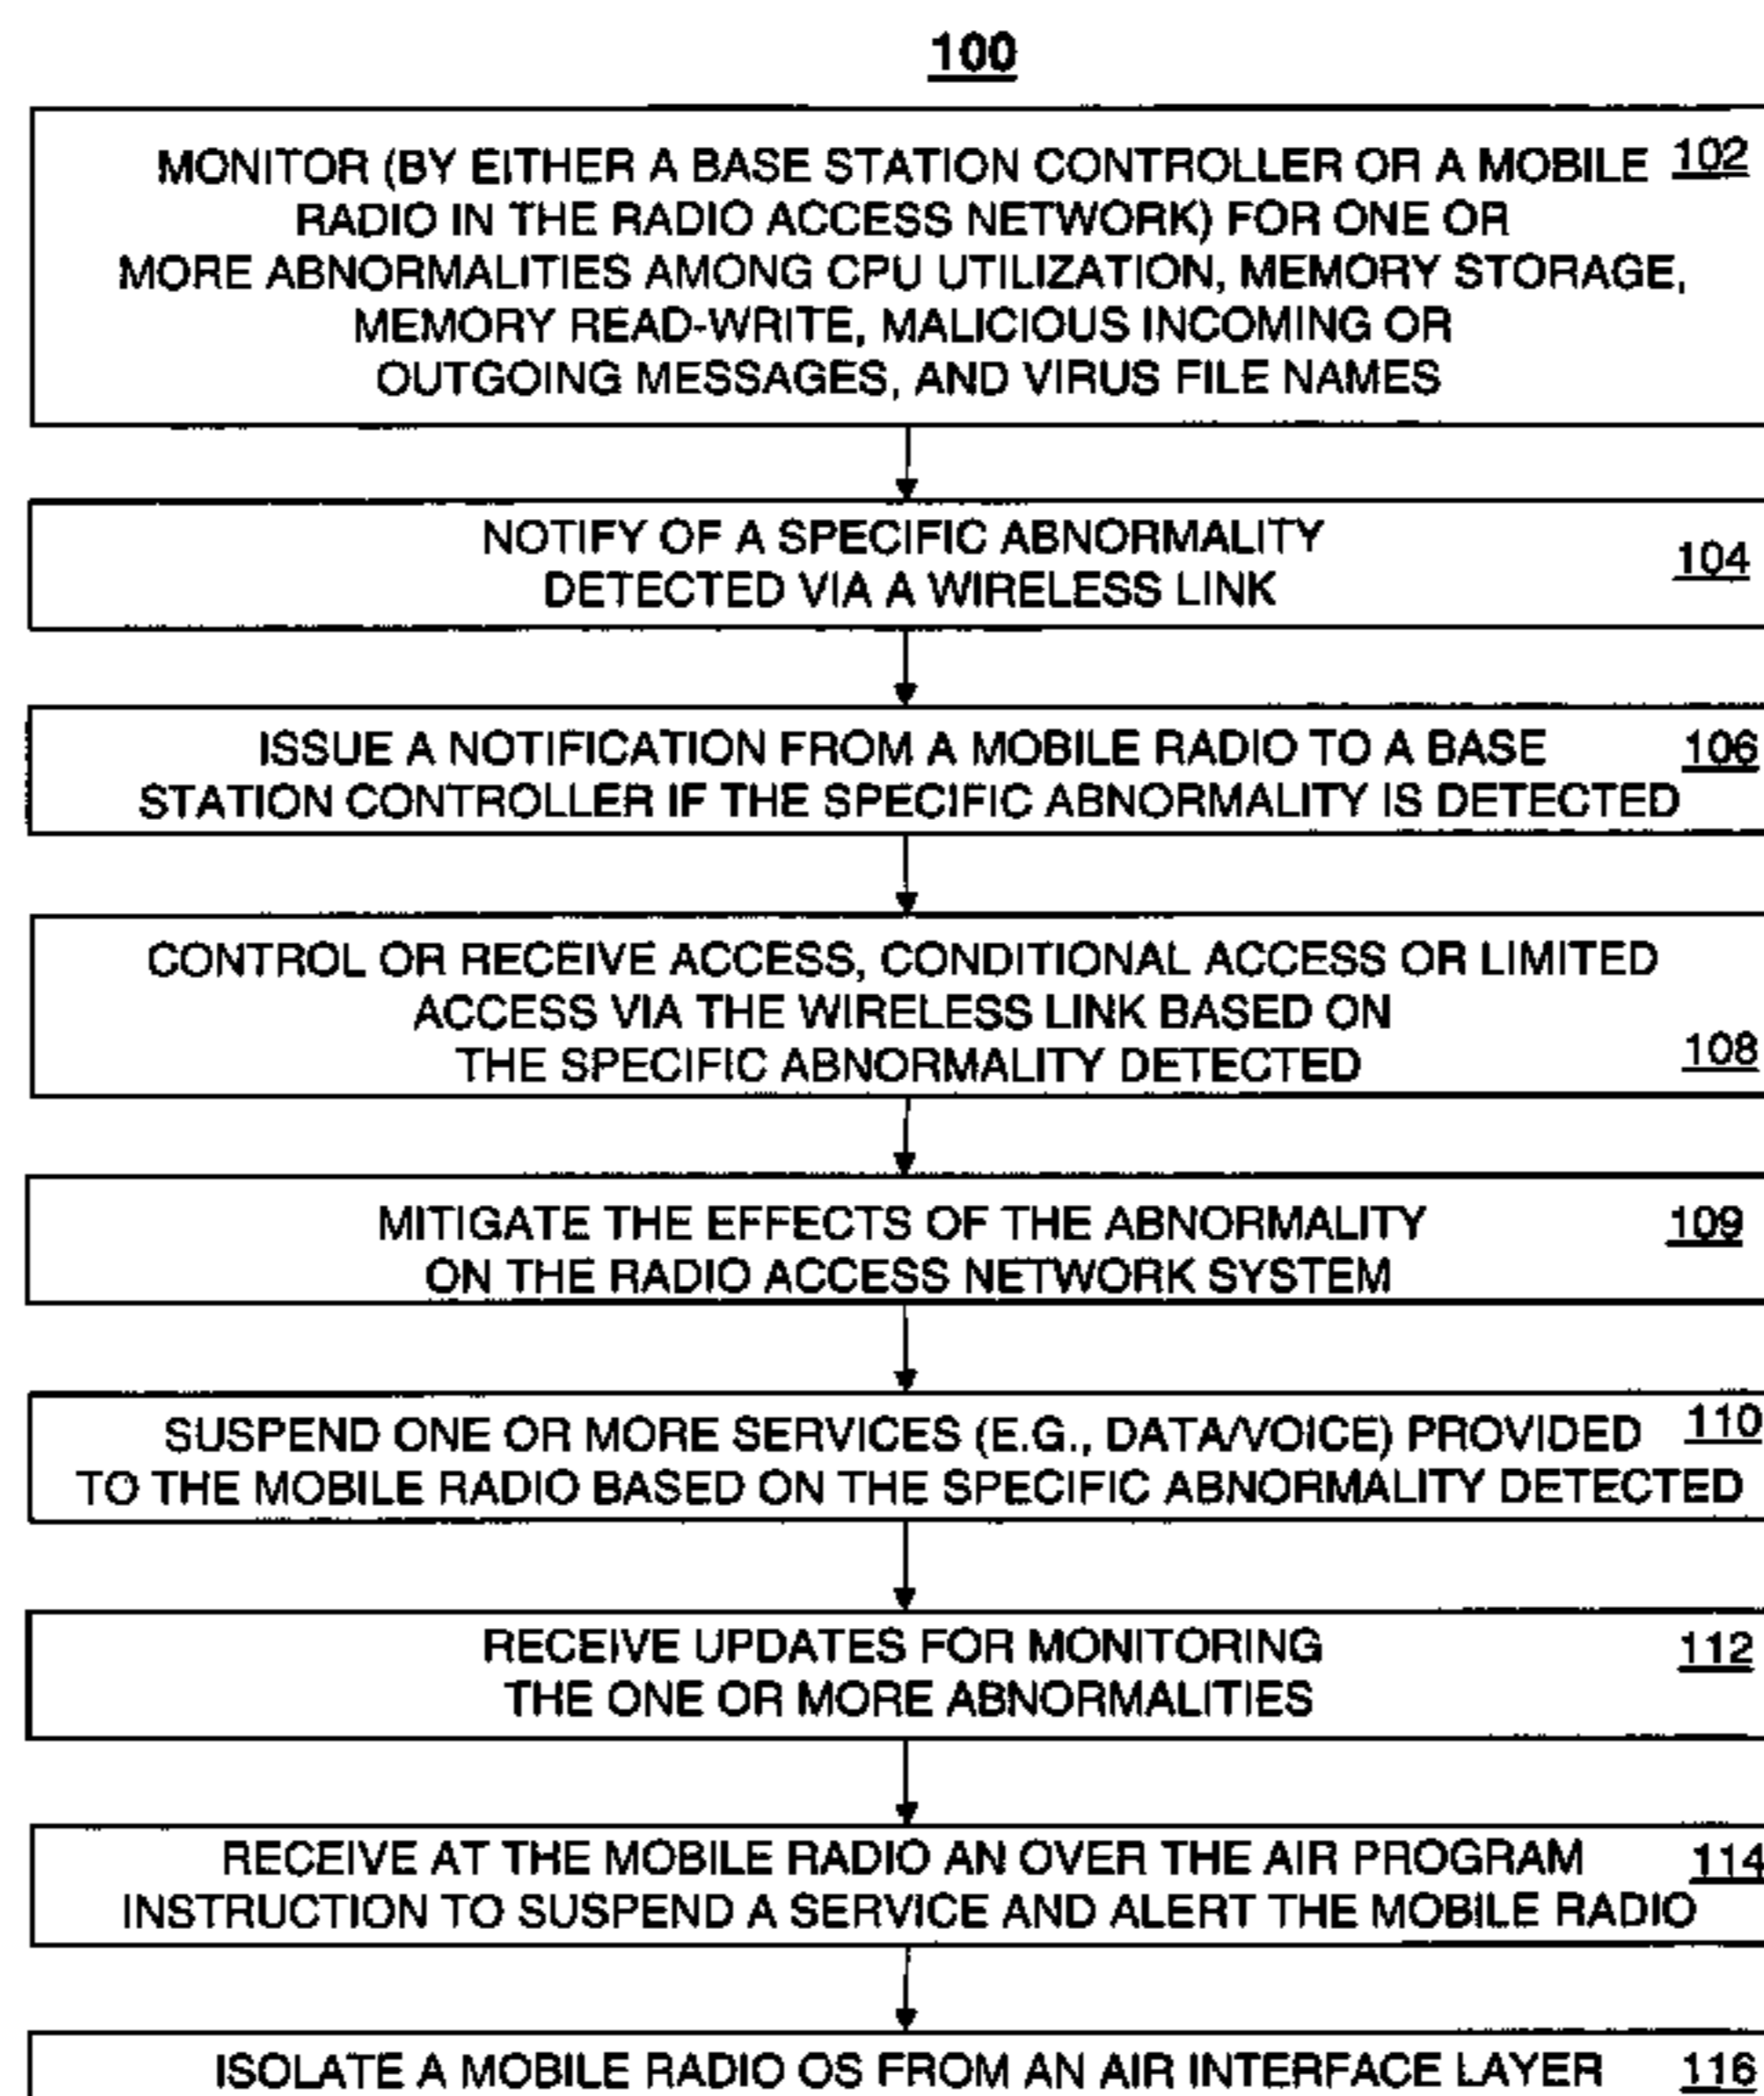 100
MONITOR (BY EITHER A BASE STATION CONTROLLER OR A MOBILE 102
RADIO IN THE RADIO ACCESS NETWORK) FOR ONE OR
MORE ABNORMALITIES AMONG CPU UTILIZATION, MEMORY STORAGE,
MEMORY READ-WRITE, MALICIOUS INCOMING OR
OUTGOING MESSAGES, AND VIRUS FILE NAMES
NOTIFY OF A SPECIFIC ABNORMALITY
DETECTED VIA A WIRELESS LINK 104
ISSUE A NOTIFICATION FROM A MOBILE RADIO TO A BASE 106
STATION CONTROLLER IF THE SPECIFIC ABNORMALITY IS DETECTED
CONTROL OR RECEIVE ACCESS, CONDITIONAL ACCESS OR LIMITED
ACCESS VIA THE WIRELESS LINK BASED ON
THE SPECIFIC ABNORMALITY DETECTED 108
MITIGATE THE EFFECTS OF THE ABNORMALITY 109
ON THE RADIO ACCESS NETWORK SYSTEM
SUSPEND ONE OR MORE SERVICES (E.G., DATA/VOICE) PROVIDED 110
TO THE MOBILE RADIO BASED ON THE SPECIFIC ABNORMALITY DETECTED
RECEIVE UPDATES FOR MONITORING 112
THE ONE OR MORE ABNORMALITIES
RECEIVE AT THE MOBILE RADIO AN OVER THE AIR PROGRAM 114
INSTRUCTION TO SUSPEND A SERVICE AND ALERT THE MOBILE RADIO
ISOLATE A MOBILE RADIO OS FROM AN AIR INTERFACE LAYER 116